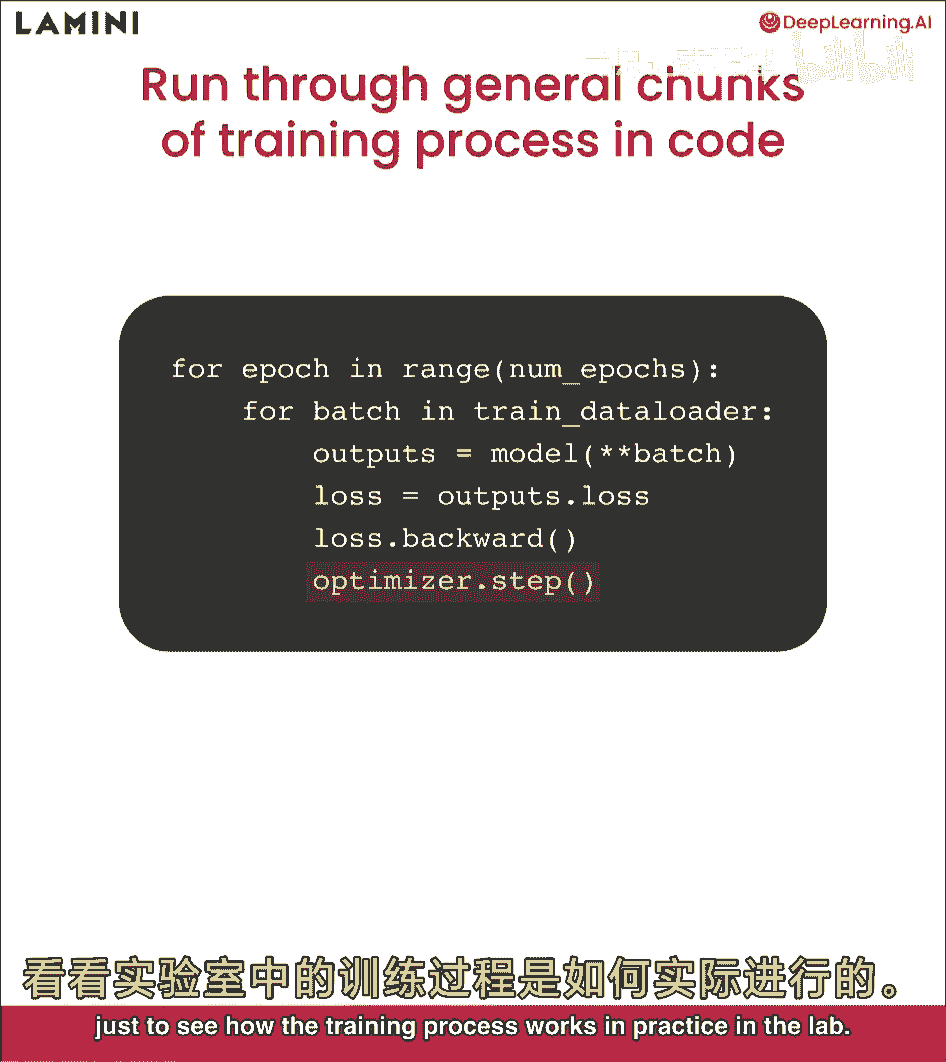 LAMINI
DeepLearning.AI
Run through general chunks
of training process in code
for epoch in range(num_epochs):
for batch in train_dataloader:
outputs = model(**batch)
loss = outputs.loss
loss.backward()
optimizer.step()
看看实验室中的训练过程是如何实际进行的。
just to see how the training process works in practice in the lab.